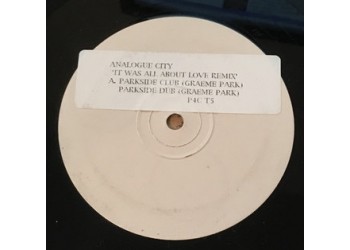 ANALOGUE CITY
'IT WAS ALL ABOUT LOVE REMIX'
A. PARKSIDE CLUB (GRAEME PARK)
PARKSIDE DUB (GRAEME PARK)
P4C T5